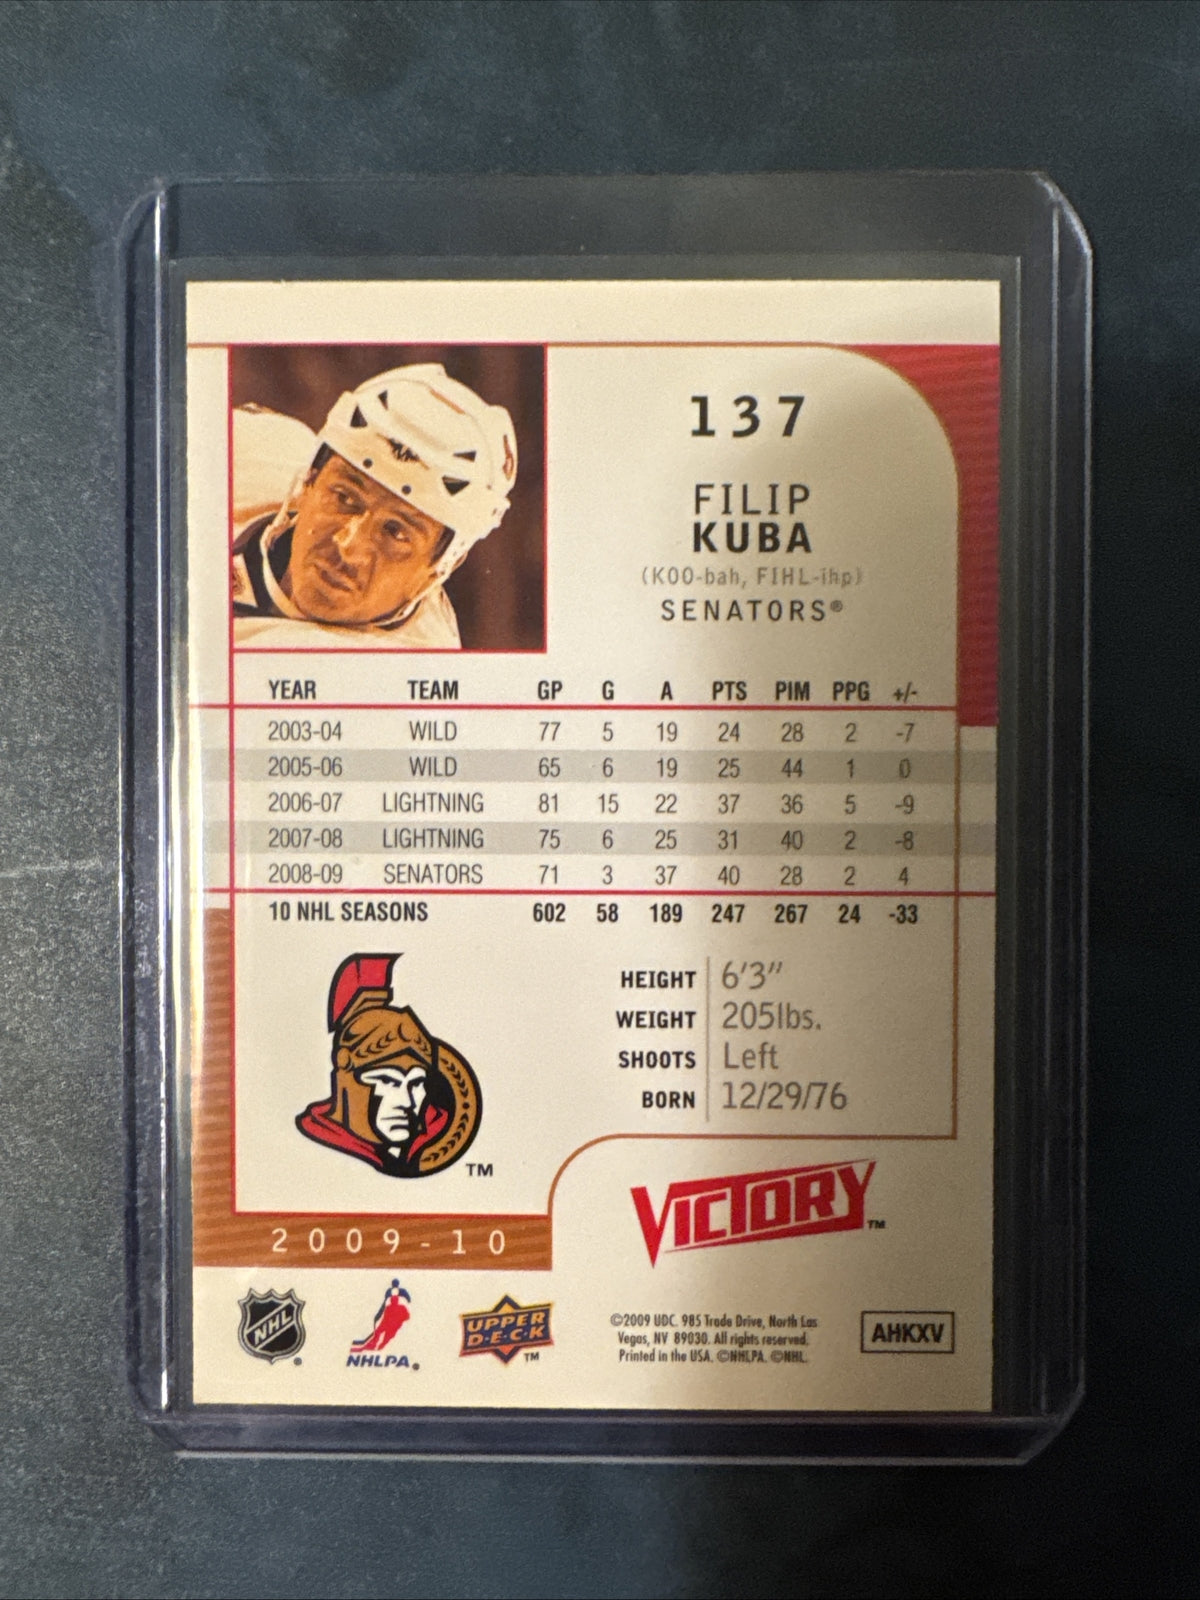 137
FILIP
KUBA
(KOO-bah, FIHL-ihp)
SENATORS®
YEAR TEAM GP G A PTS PIM PPG +/-
2003-04 WILD 77 5 19 24 28 2 -7
2005-06 WILD 65 6 19 25 44 1 0
2006-07 LIGHTNING 81 15 22 37 36 5 -9
2007-08 LIGHTNING 75 6 25 31 40 2 -8
2008-09 SENATORS 71 3 37 40 28 2 4
10 NHL SEASONS 602 58 189 247 267 24 -33
HEIGHT 6'3"
WEIGHT 205lbs.
SHOOTS Left
BORN 12/29/76
TM
VICTORY TM
2009-10
NHL ®
NHLPA ®
UPPER
D·E·C·K TM
©2009 UDC. 985 Trade Drive, North Las
Vegas, NV 89030. All rights reserved.
Printed in the USA. ©NHLPA. ©NHL.
AHKXV